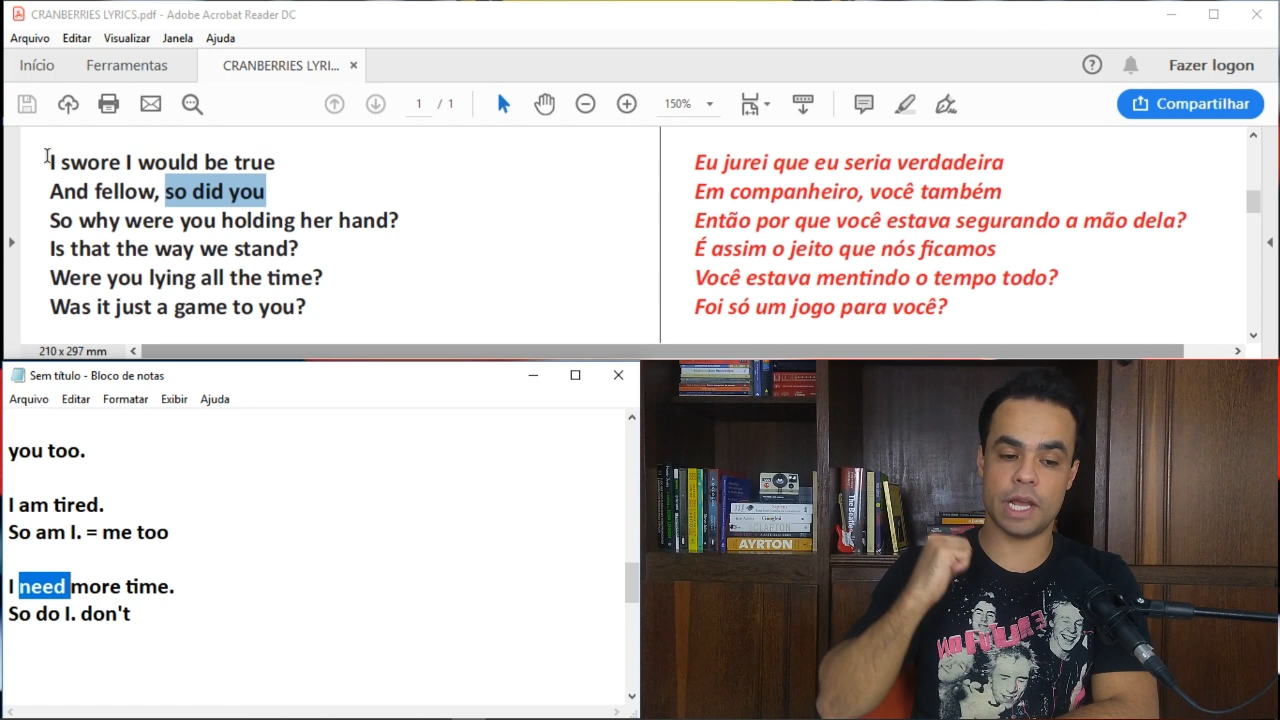 CRANBERRIES LYRICS.pdf - Adobe Acrobat Reader DC
Arquivo Editar Visualizar Janela Ajuda
Início Ferramentas CRANBERRIES LYRI... × Fazer logon
1 / 1 150% Compartilhar
I swore I would be true
And fellow, so did you
So why were you holding her hand?
Is that the way we stand?
Were you lying all the time?
Was it just a game to you?
Eu jurei que eu seria verdadeira
Em companheiro, você também
Então por que você estava segurando a mão dela?
É assim o jeito que nós ficamos
Você estava mentindo o tempo todo?
Foi só um jogo para você?
210 x 297 mm
Sem título - Bloco de notas
Arquivo Editar Formatar Exibir Ajuda
you too.
I am tired.
So am I. = me too
I need more time.
So do I. don't
The Beatles
CLAPTON
AYRTON
NO FUTURE